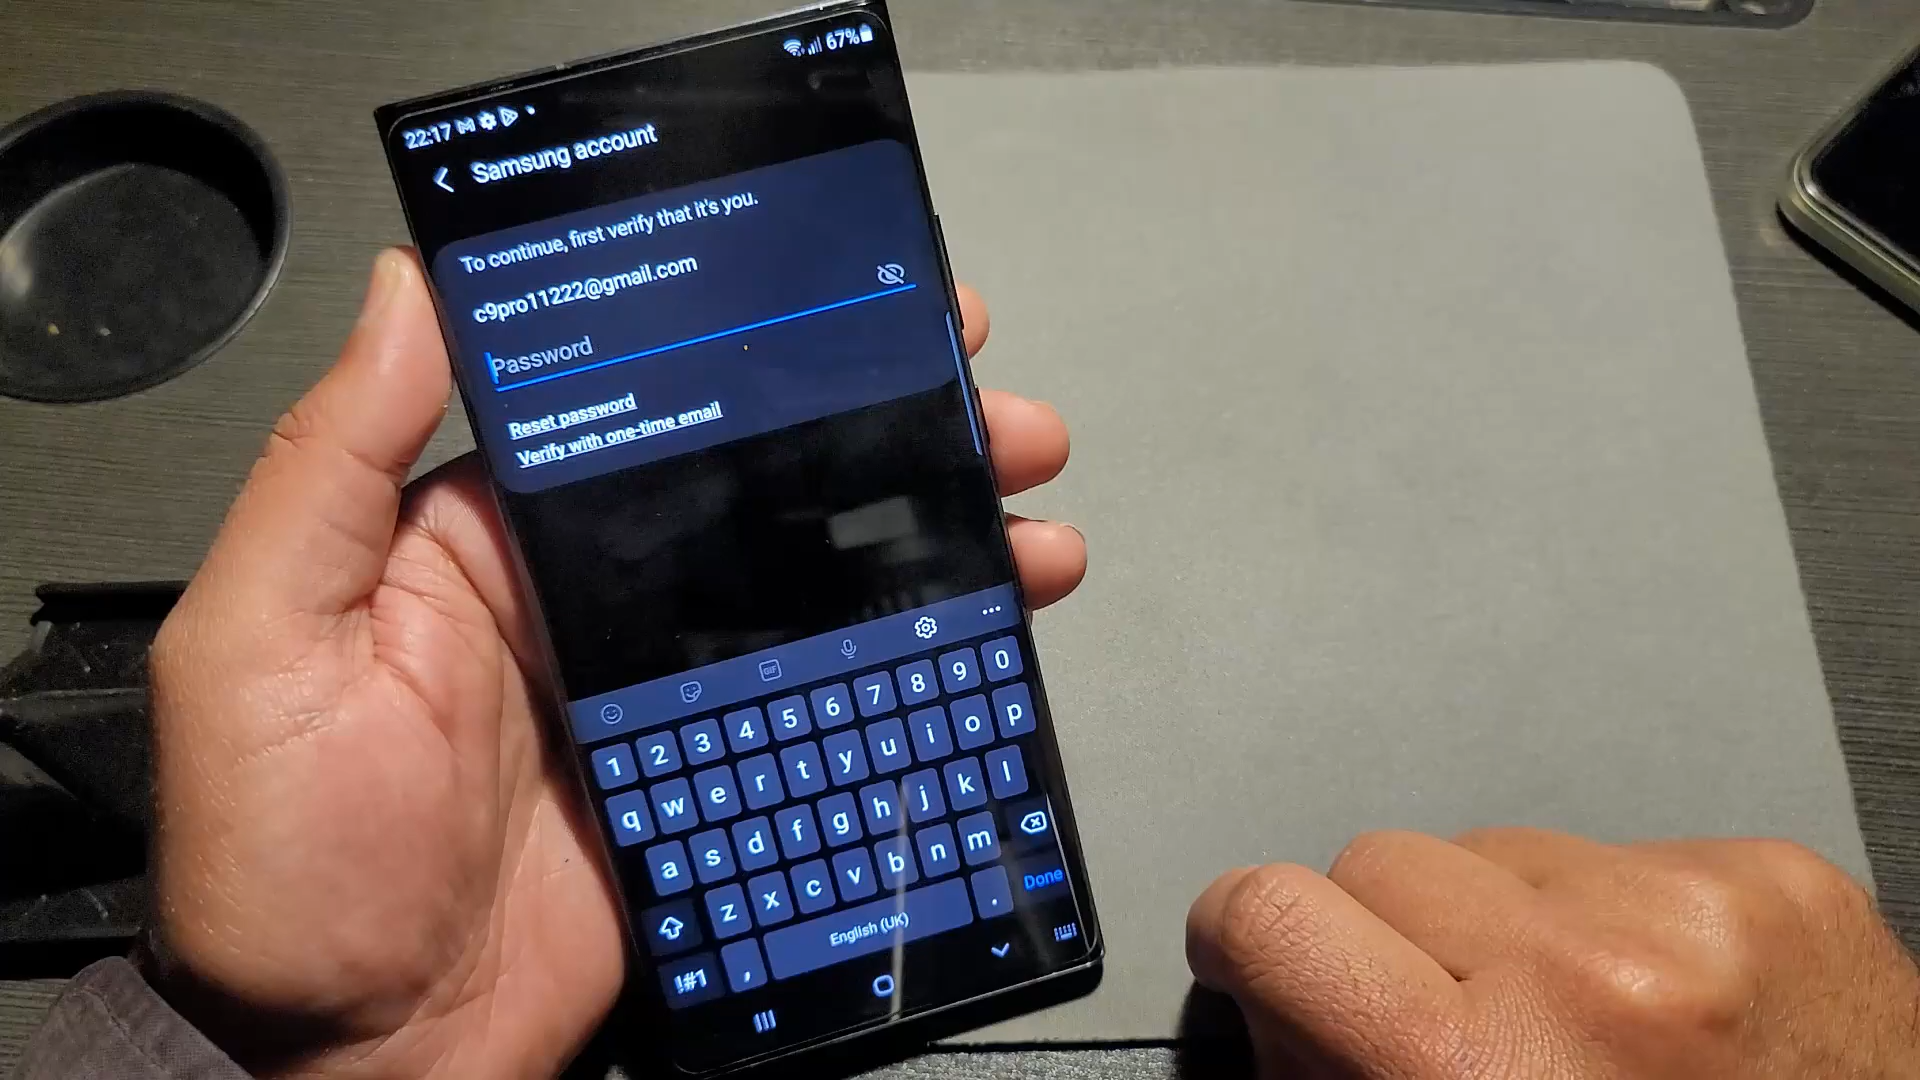 22:17
67%
Samsung account
To continue, first verify that it's you.
c9pro11222@gmail.com
Password
Reset password
Verify with one-time email
GIF
1 2 3 4 5 6 7 8 9 0
q w e r t y u i o p
a s d f g h j k l
z x c v b n m
!#1 , English (UK) . Done